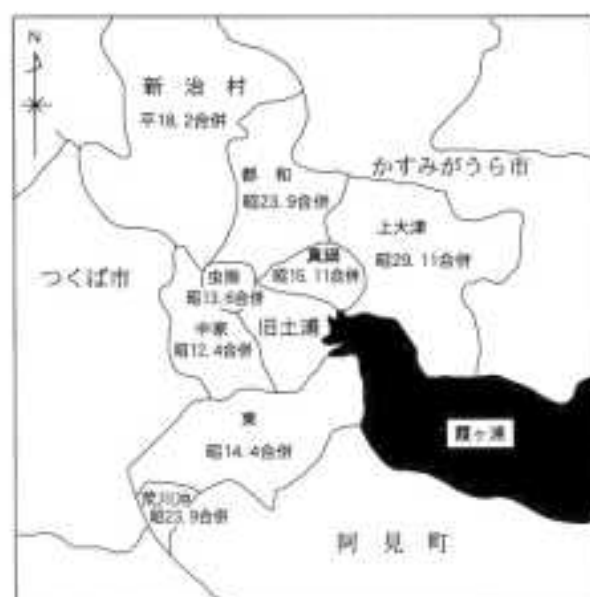 N
新治村
平18.2合併
都和
昭23.9合併
かすみがうら市
上大津
昭29.11合併
真鍋
昭15.11合併
つくば市
昭13.6合併
旧土浦
中家
昭12.4合併
東
昭14.4合併
霞ヶ浦
荒川沖
昭23.9合併
阿見町